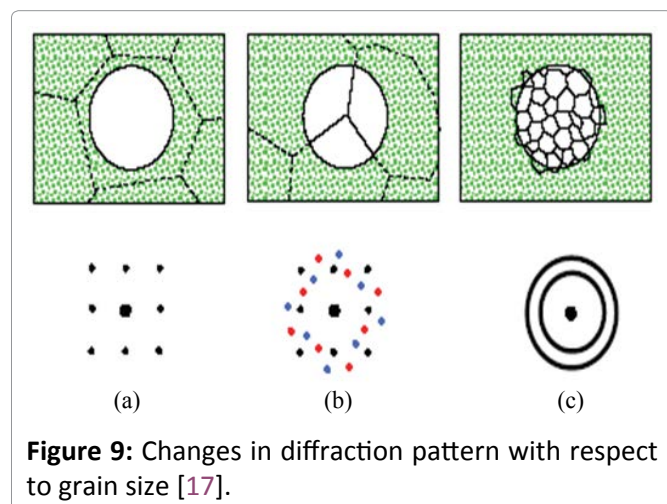 (a) (b) (c)
Figure 9: Changes in diffraction pattern with respect
to grain size [17].